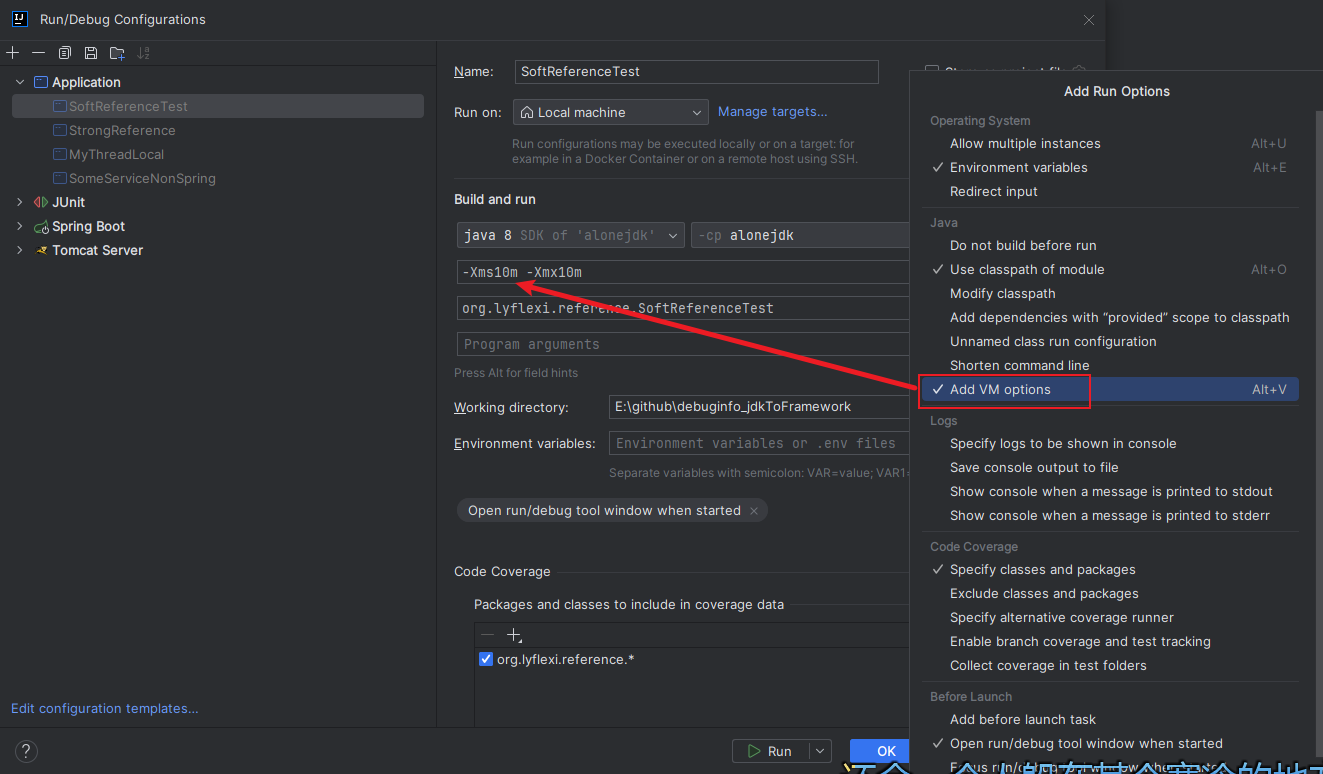 Run/Debug Configurations
Application
SoftReferenceTest
StrongReference
MyThreadLocal
SomeServiceNonSpring
JUnit
Spring Boot
Tomcat Server
Edit configuration templates...
?
Name:
SoftReferenceTest
Run on:
Local machine
Manage targets...
Run configurations may be executed locally or on a target: for
example in a Docker Container or on a remote host using SSH.
Build and run
java 8 SDK of 'alonejdk'
-cp alonejdk
-Xms10m -Xmx10m
org.lyflexi.reference.SoftReferenceTest
Program arguments
Press Alt for field hints
Working directory:
E:\github\debuginfo_jdkToFramework
Environment variables:
Environment variables or .env files
Separate variables with semicolon: VAR=value; VAR1=
Open run/debug tool window when started
Code Coverage
Packages and classes to include in coverage data
org.lyflexi.reference.*
Run
OK
Add Run Options
Operating System
Allow multiple instances Alt+U
Environment variables Alt+E
Redirect input
Java
Do not build before run
Use classpath of module Alt+O
Modify classpath
Add dependencies with “provided” scope to classpath
Unnamed class run configuration
Shorten command line
Add VM options Alt+V
Logs
Specify logs to be shown in console
Save console output to file
Show console when a message is printed to stdout
Show console when a message is printed to stderr
Code Coverage
Specify classes and packages
Exclude classes and packages
Specify alternative coverage runner
Enable branch coverage and test tracking
Collect coverage in test folders
Before Launch
Add before launch task
Open run/debug tool window when started